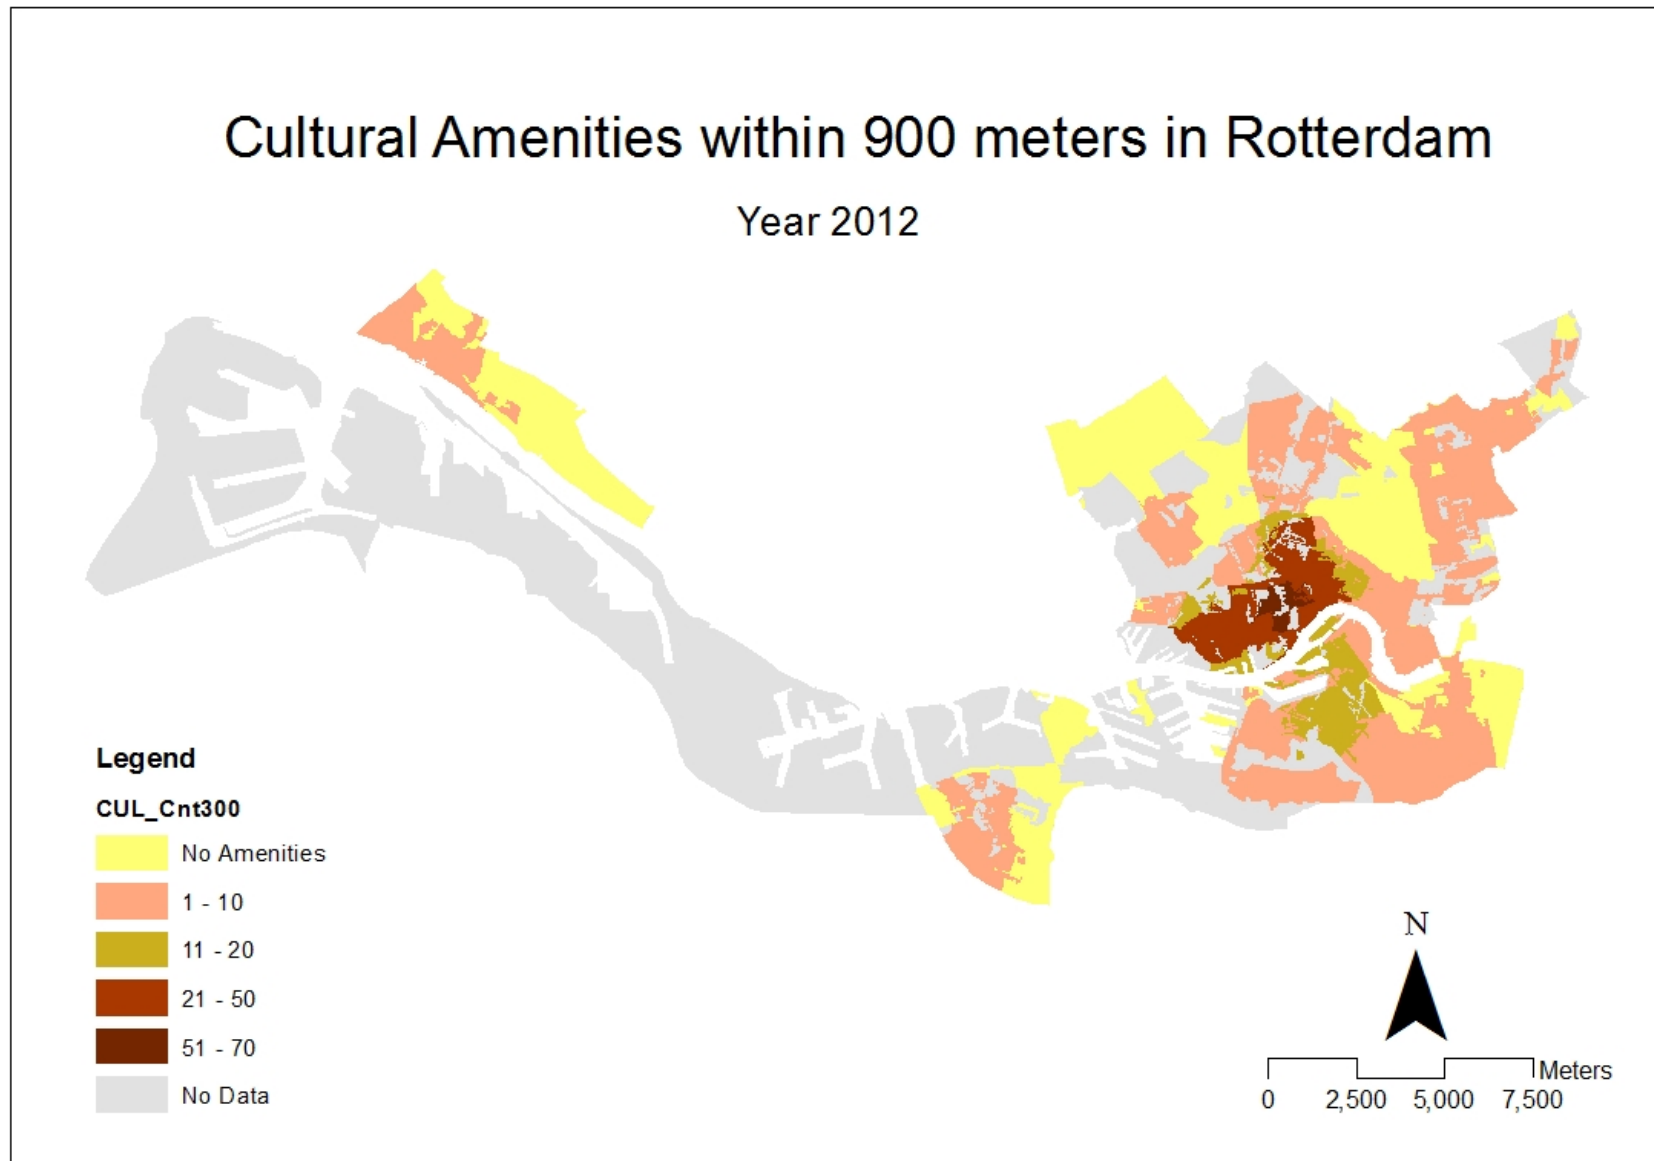 Cultural Amenities within 900 meters in Rotterdam
Year 2012
Legend
CUL_Cnt300
No Amenities
1 - 10
11 - 20
21 - 50
51 - 70
No Data
N
Meters
0 2,500 5,000 7,500